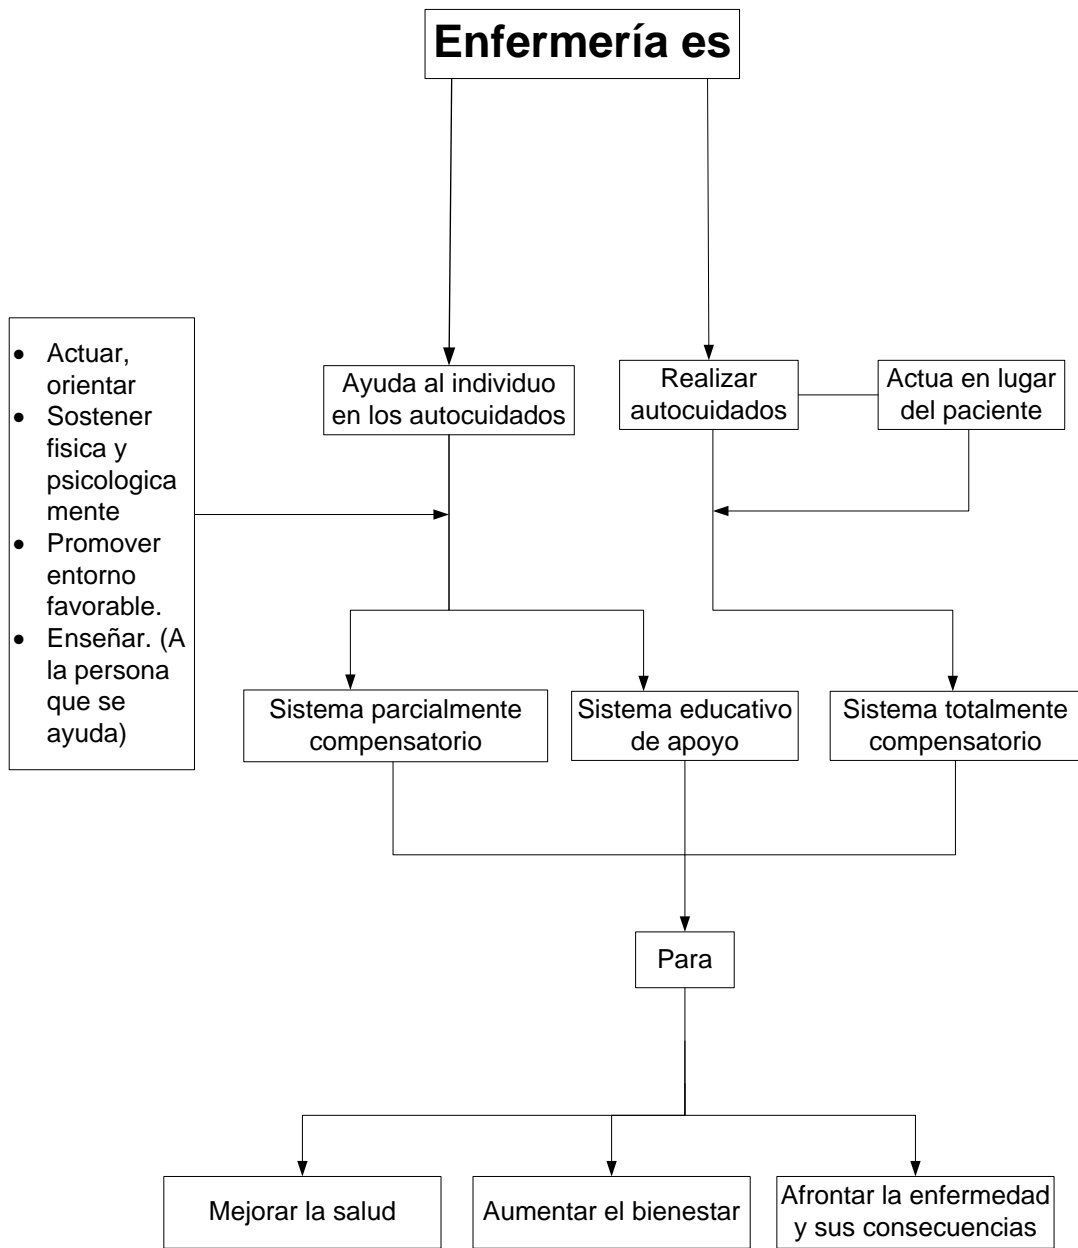 Enfermería es
• Actuar,
orientar
• Sostener
fisica y
psicologica
mente
• Promover
entorno
favorable.
• Enseñar. (A
la persona
que se
ayuda)
Ayuda al individuo
en los autocuidados
Realizar
autocuidados
Actua en lugar
del paciente
Sistema parcialmente
compensatorio
Sistema educativo
de apoyo
Sistema totalmente
compensatorio
Para
Mejorar la salud
Aumentar el bienestar
Afrontar la enfermedad
y sus consecuencias